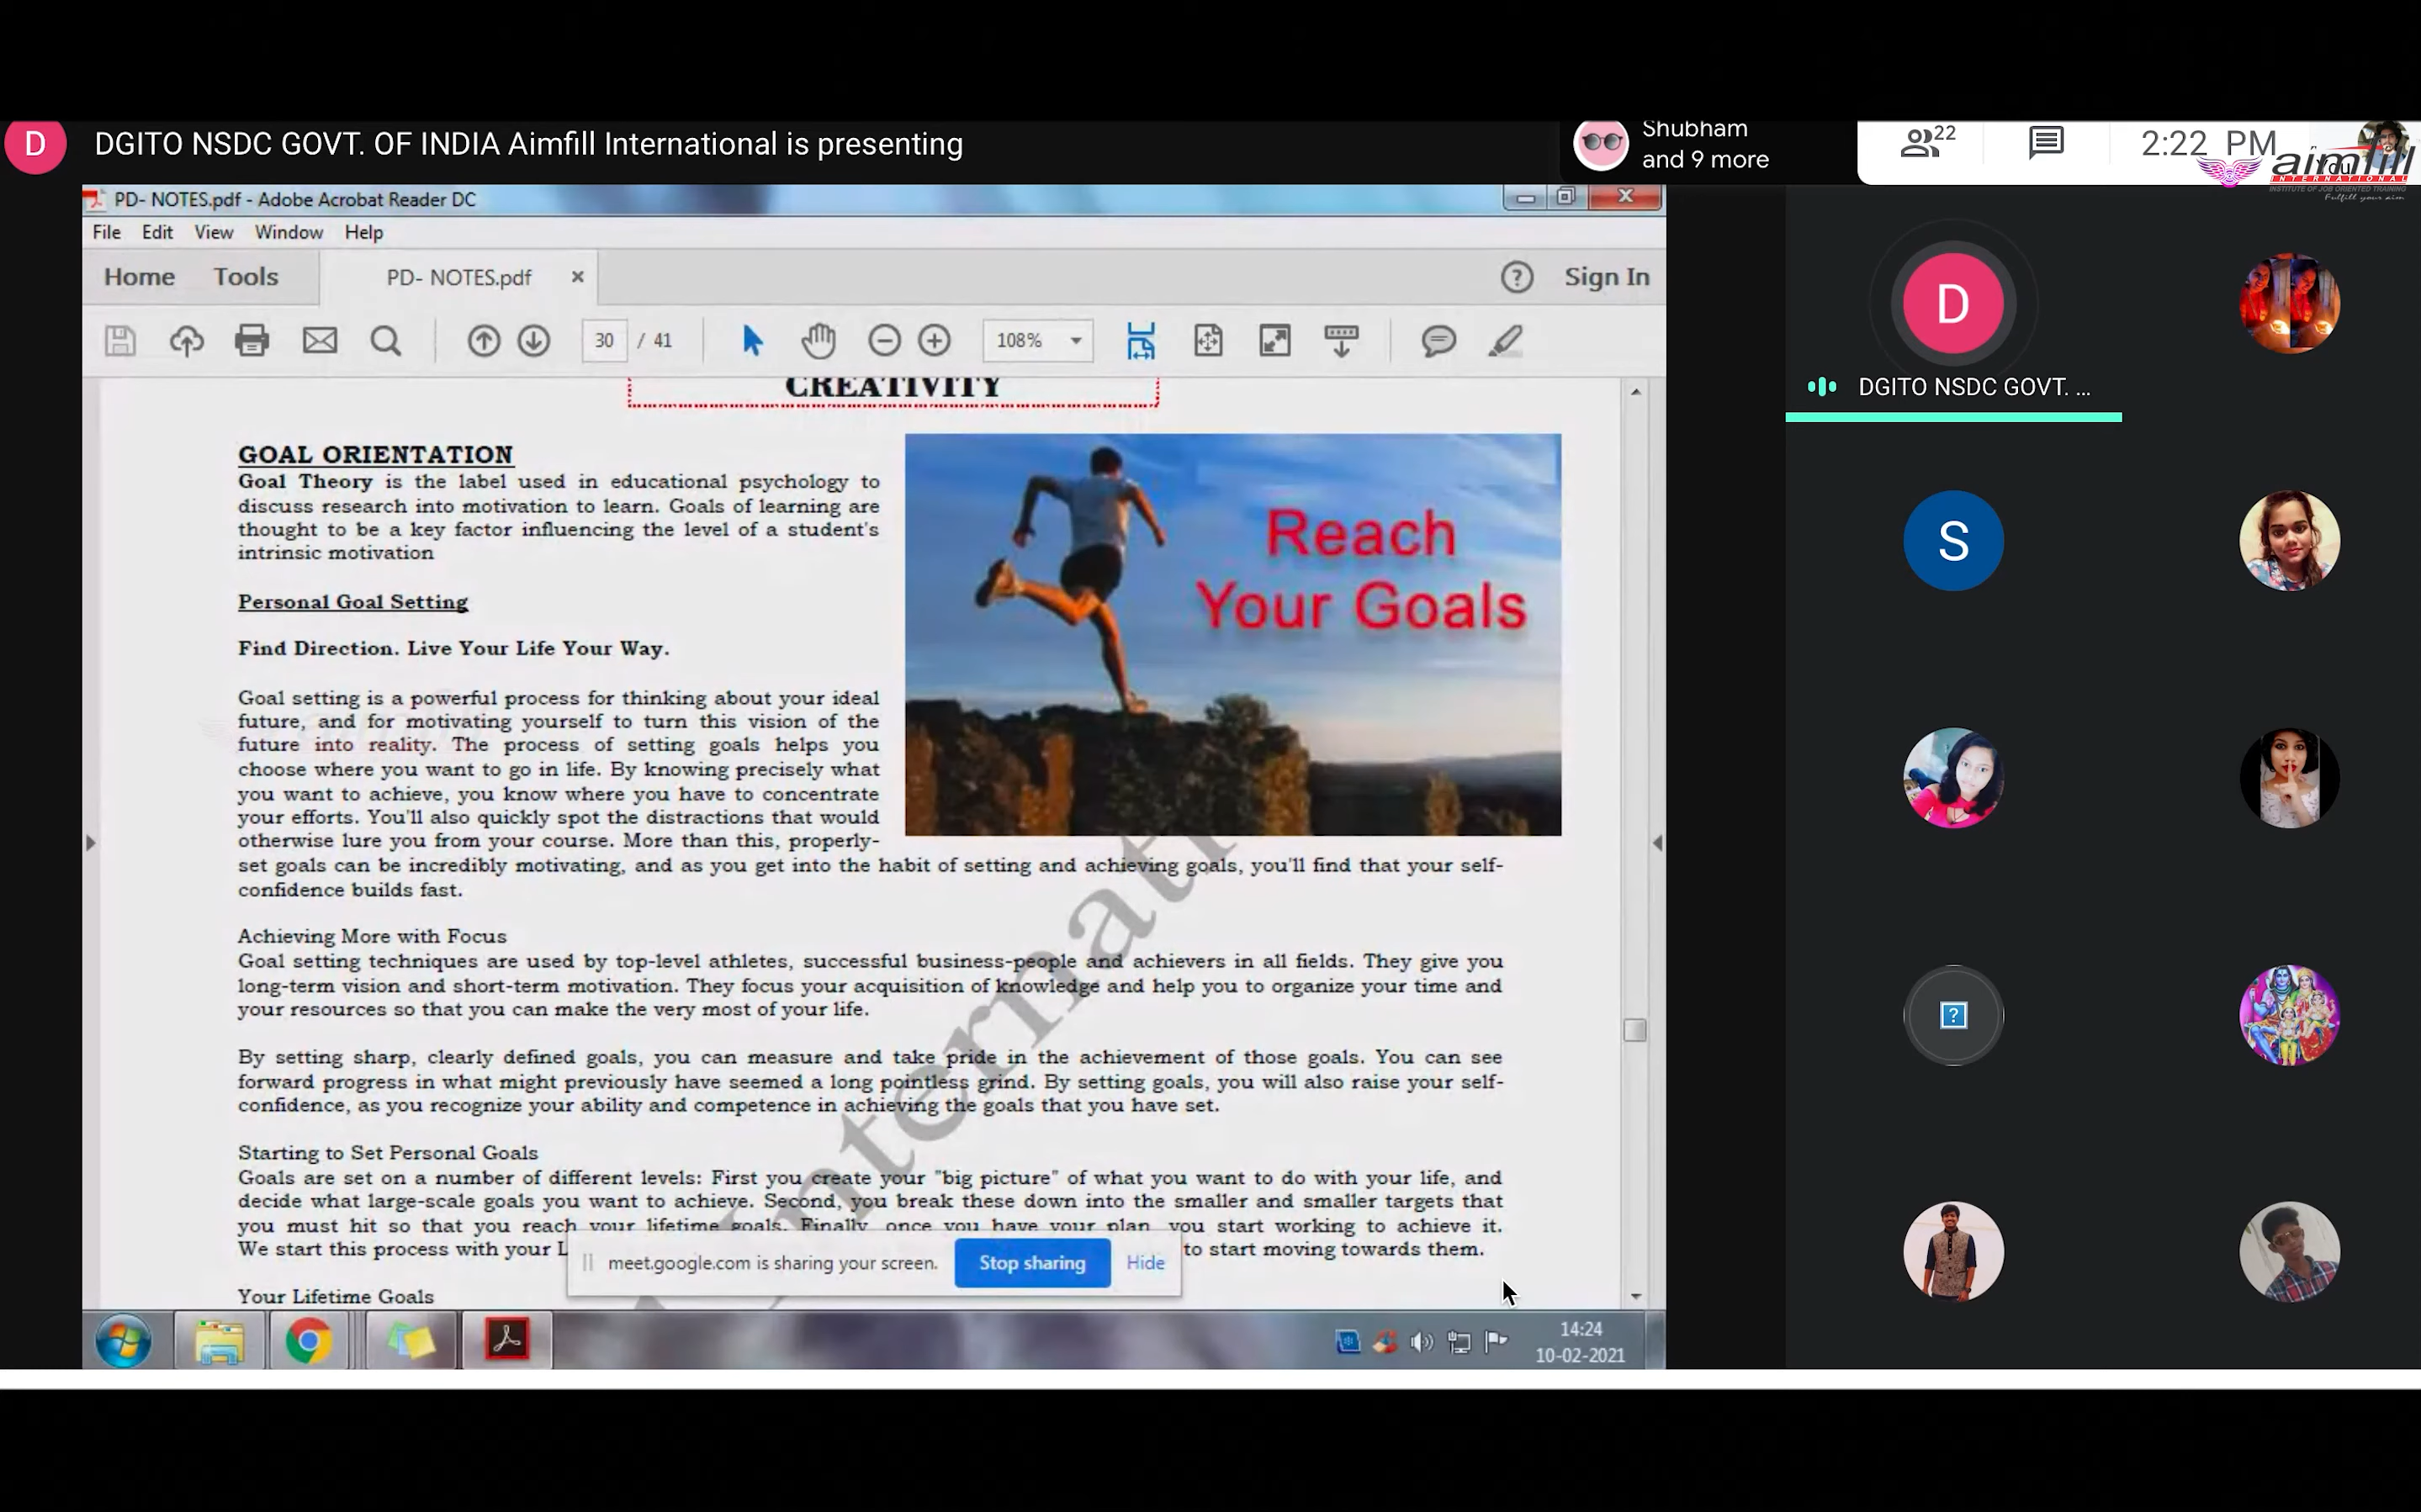 D
DGITO NSDC GOVT. OF INDIA Aimfill International is presenting
Shubham
and 9 more
22
2:22 PM
You
aimfill
INTERNATIONAL
INSTITUTE OF JOB ORIENTED TRAINING
Fulfill your aim
PD- NOTES.pdf - Adobe Acrobat Reader DC
File Edit View Window Help
Home Tools PD- NOTES.pdf
Sign In
30 / 41
108%
CREATIVITY
GOAL ORIENTATION
Goal Theory is the label used in educational psychology to
discuss research into motivation to learn. Goals of learning are
thought to be a key factor influencing the level of a student's
intrinsic motivation
Personal Goal Setting
Find Direction. Live Your Life Your Way.
Goal setting is a powerful process for thinking about your ideal
future, and for motivating yourself to turn this vision of the
future into reality. The process of setting goals helps you
choose where you want to go in life. By knowing precisely what
you want to achieve, you know where you have to concentrate
your efforts. You'll also quickly spot the distractions that would
otherwise lure you from your course. More than this, properly-
set goals can be incredibly motivating, and as you get into the habit of setting and achieving goals, you'll find that your self-
confidence builds fast.
Reach
Your Goals
Achieving More with Focus
Goal setting techniques are used by top-level athletes, successful business-people and achievers in all fields. They give you
long-term vision and short-term motivation. They focus your acquisition of knowledge and help you to organize your time and
your resources so that you can make the very most of your life.
By setting sharp, clearly defined goals, you can measure and take pride in the achievement of those goals. You can see
forward progress in what might previously have seemed a long pointless grind. By setting goals, you will also raise your self-
confidence, as you recognize your ability and competence in achieving the goals that you have set.
Starting to Set Personal Goals
Goals are set on a number of different levels: First you create your "big picture" of what you want to do with your life, and
decide what large-scale goals you want to achieve. Second, you break these down into the smaller and smaller targets that
you must hit so that you reach your lifetime goals. Finally, once you have your plan, you start working to achieve it.
We start this process with your L
to start moving towards them.
Your Lifetime Goals
meet.google.com is sharing your screen.
Stop sharing
Hide
14:24
10-02-2021
D
DGITO NSDC GOVT. ...
S